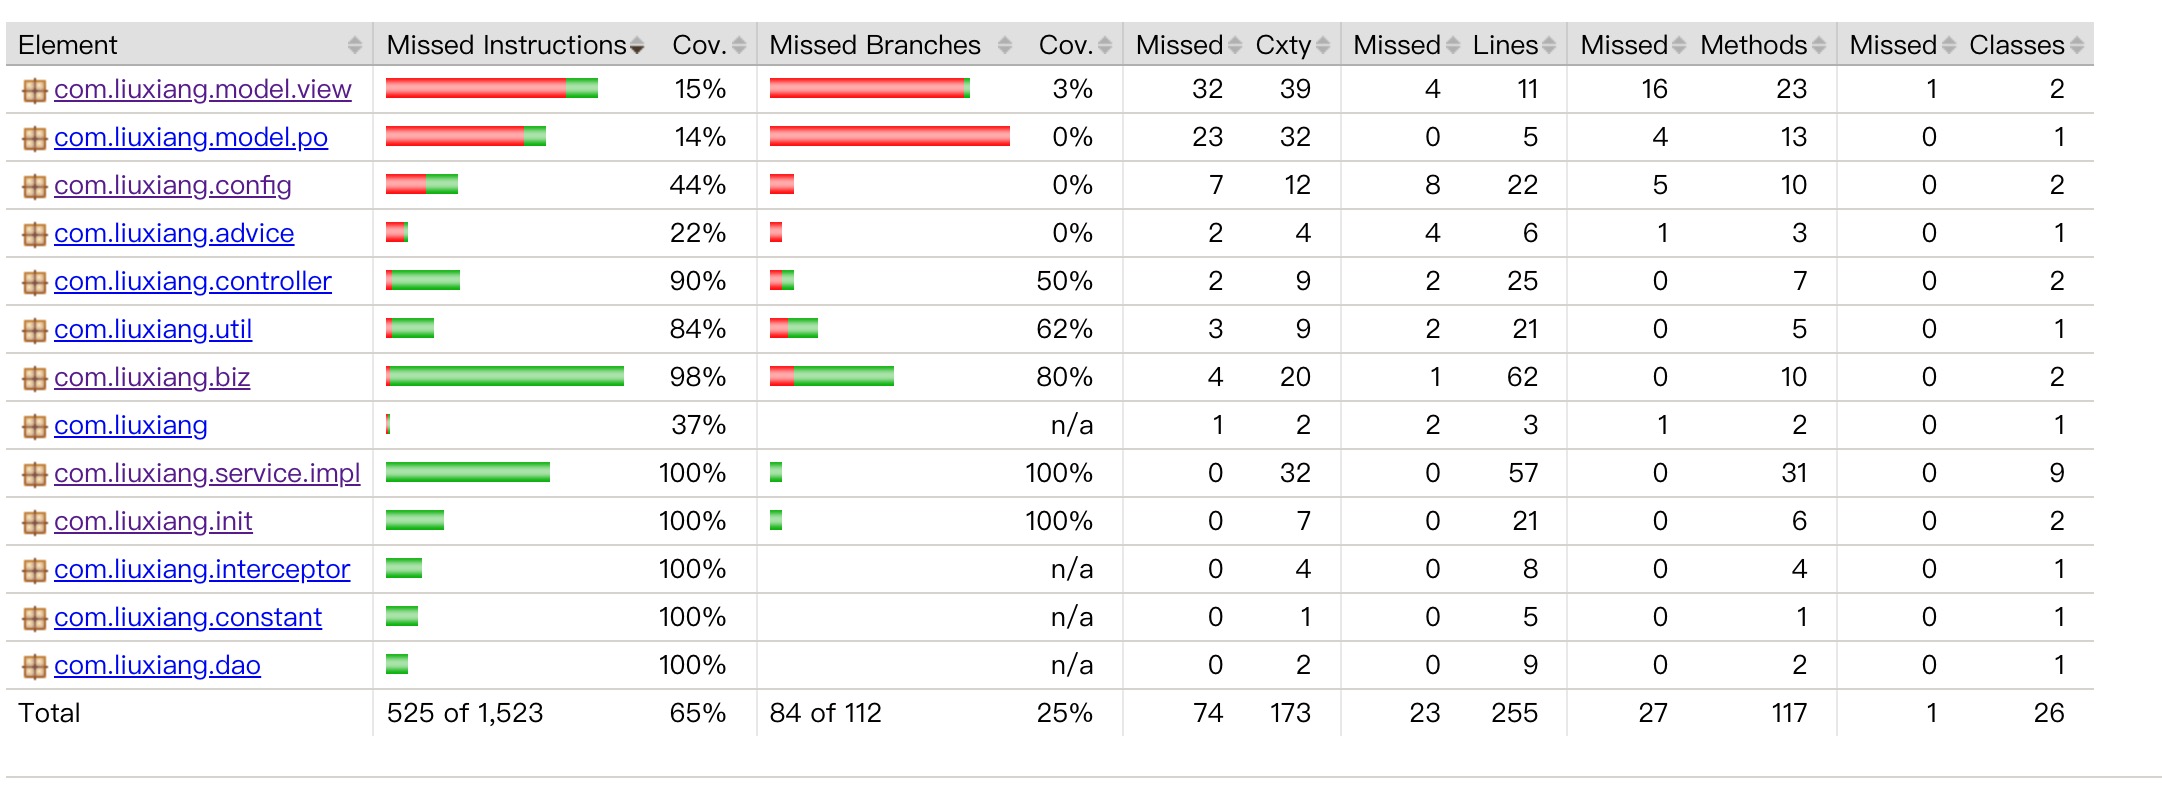 Element Missed Instructions Cov. Missed Branches Cov. Missed Cxty Missed Lines Missed Methods Missed Classes
com.liuxiang.model.view 15% 3% 32 39 4 11 16 23 1 2
com.liuxiang.model.po 14% 0% 23 32 0 5 4 13 0 1
com.liuxiang.config 44% 0% 7 12 8 22 5 10 0 2
com.liuxiang.advice 22% 0% 2 4 4 6 1 3 0 1
com.liuxiang.controller 90% 50% 2 9 2 25 0 7 0 2
com.liuxiang.util 84% 62% 3 9 2 21 0 5 0 1
com.liuxiang.biz 98% 80% 4 20 1 62 0 10 0 2
com.liuxiang 37% n/a 1 2 2 3 1 2 0 1
com.liuxiang.service.impl 100% 100% 0 32 0 57 0 31 0 9
com.liuxiang.init 100% 100% 0 7 0 21 0 6 0 2
com.liuxiang.interceptor 100% n/a 0 4 0 8 0 4 0 1
com.liuxiang.constant 100% n/a 0 1 0 5 0 1 0 1
com.liuxiang.dao 100% n/a 0 2 0 9 0 2 0 1
Total 525 of 1,523 65% 84 of 112 25% 74 173 23 255 27 117 1 26